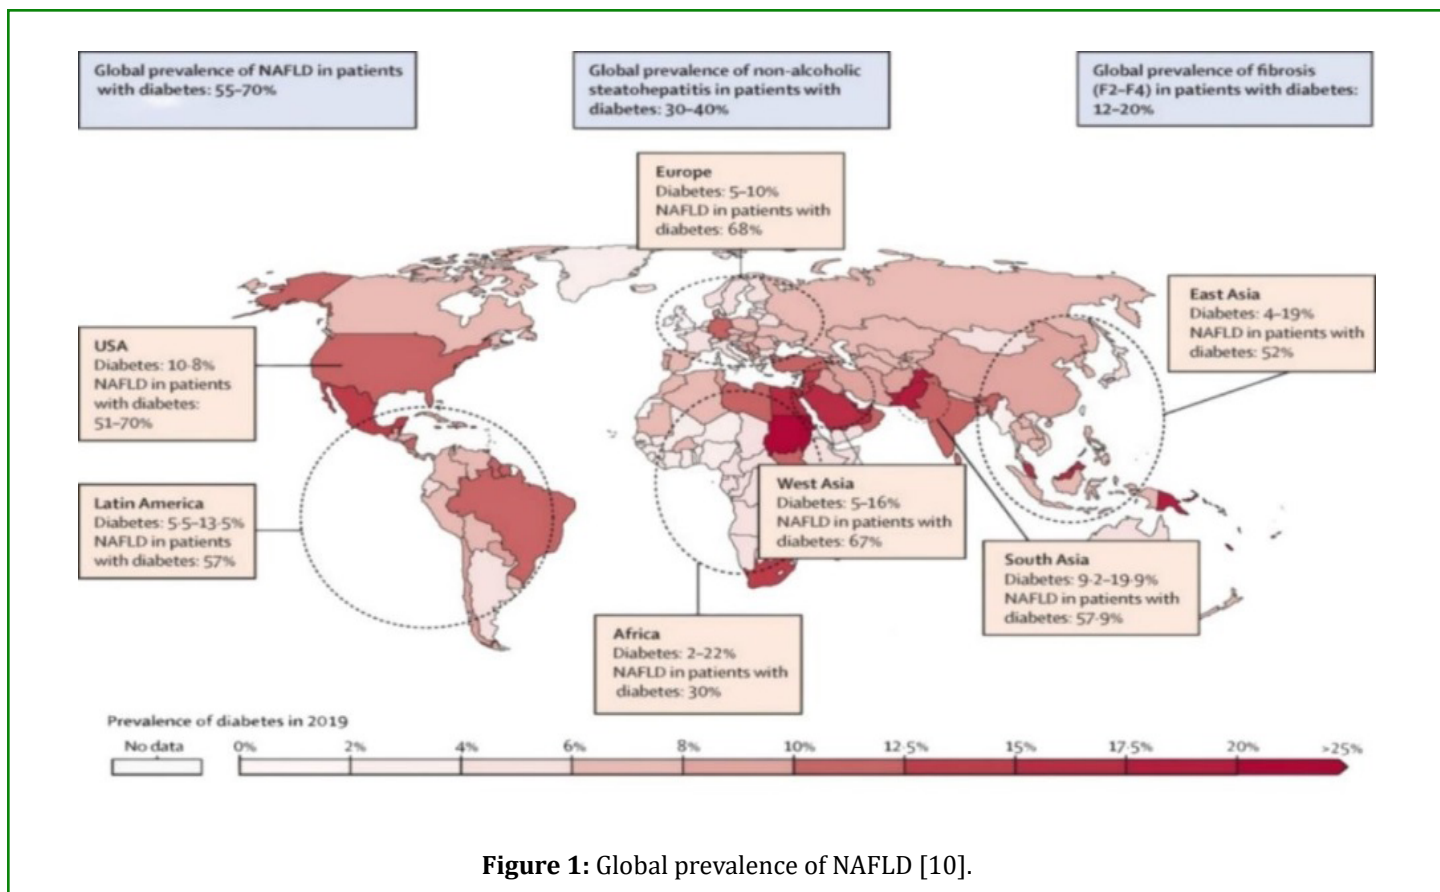 Global prevalence of NAFLD in patients
with diabetes: 55–70%
Global prevalence of non-alcoholic
steatohepatitis in patients with
diabetes: 30–40%
Global prevalence of fibrosis
(F2–F4) in patients with diabetes:
12–20%
Europe
Diabetes: 5–10%
NAFLD in patients with
diabetes: 68%
East Asia
Diabetes: 4–19%
NAFLD in patients with
diabetes: 52%
USA
Diabetes: 10·8%
NAFLD in patients
with diabetes:
51–70%
Latin America
Diabetes: 5·5–13·5%
NAFLD in patients
with diabetes: 57%
West Asia
Diabetes: 5–16%
NAFLD in patients with
diabetes: 67%
South Asia
Diabetes: 9·2–19·9%
NAFLD in patients with
diabetes: 57·9%
Africa
Diabetes: 2–22%
NAFLD in patients with
diabetes: 30%
Prevalence of diabetes in 2019
No data 0% 2% 4% 6% 8% 10% 12·5% 15% 17·5% 20% >25%
Figure 1: Global prevalence of NAFLD [10].